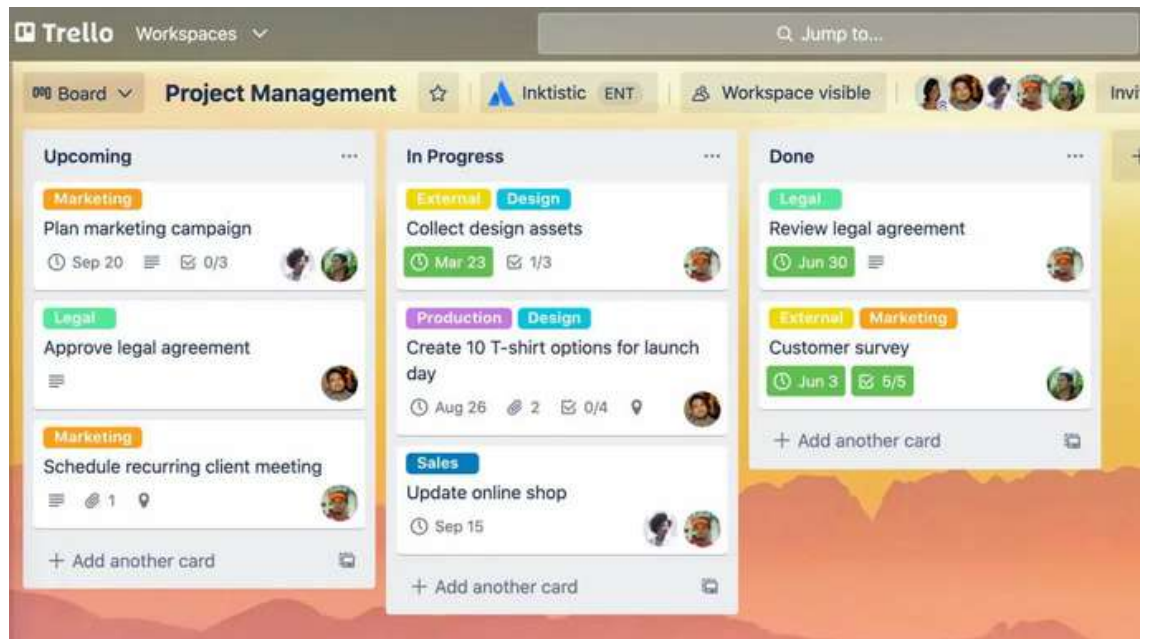 Trello Workspaces Jump to...
Board Project Management Inktistic ENT Workspace visible Invi
Upcoming
Marketing
Plan marketing campaign
Sep 20 0/3
Legal
Approve legal agreement
Marketing
Schedule recurring client meeting
1
+ Add another card
In Progress
External Design
Collect design assets
Mar 23 1/3
Production Design
Create 10 T-shirt options for launch
day
Aug 26 2 0/4
Sales
Update online shop
Sep 15
+ Add another card
Done
Legal
Review legal agreement
Jun 30
External Marketing
Customer survey
Jun 3 5/5
+ Add another card